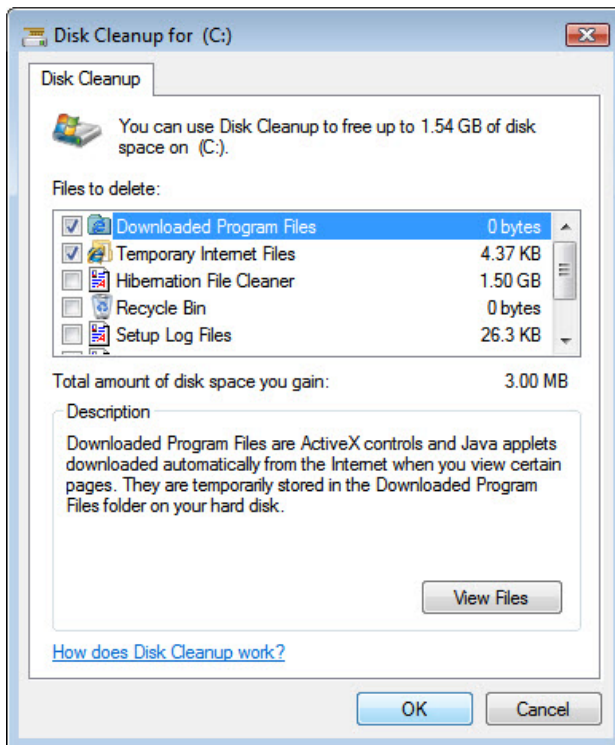 Disk Cleanup for (C:)
Disk Cleanup
You can use Disk Cleanup to free up to 1.54 GB of disk
space on (C:).
Files to delete:
Downloaded Program Files 0 bytes
Temporary Internet Files 4.37 KB
Hibernation File Cleaner 1.50 GB
Recycle Bin 0 bytes
Setup Log Files 26.3 KB
Total amount of disk space you gain: 3.00 MB
Description
Downloaded Program Files are ActiveX controls and Java applets
downloaded automatically from the Internet when you view certain
pages. They are temporarily stored in the Downloaded Program
Files folder on your hard disk.
View Files
How does Disk Cleanup work?
OK Cancel